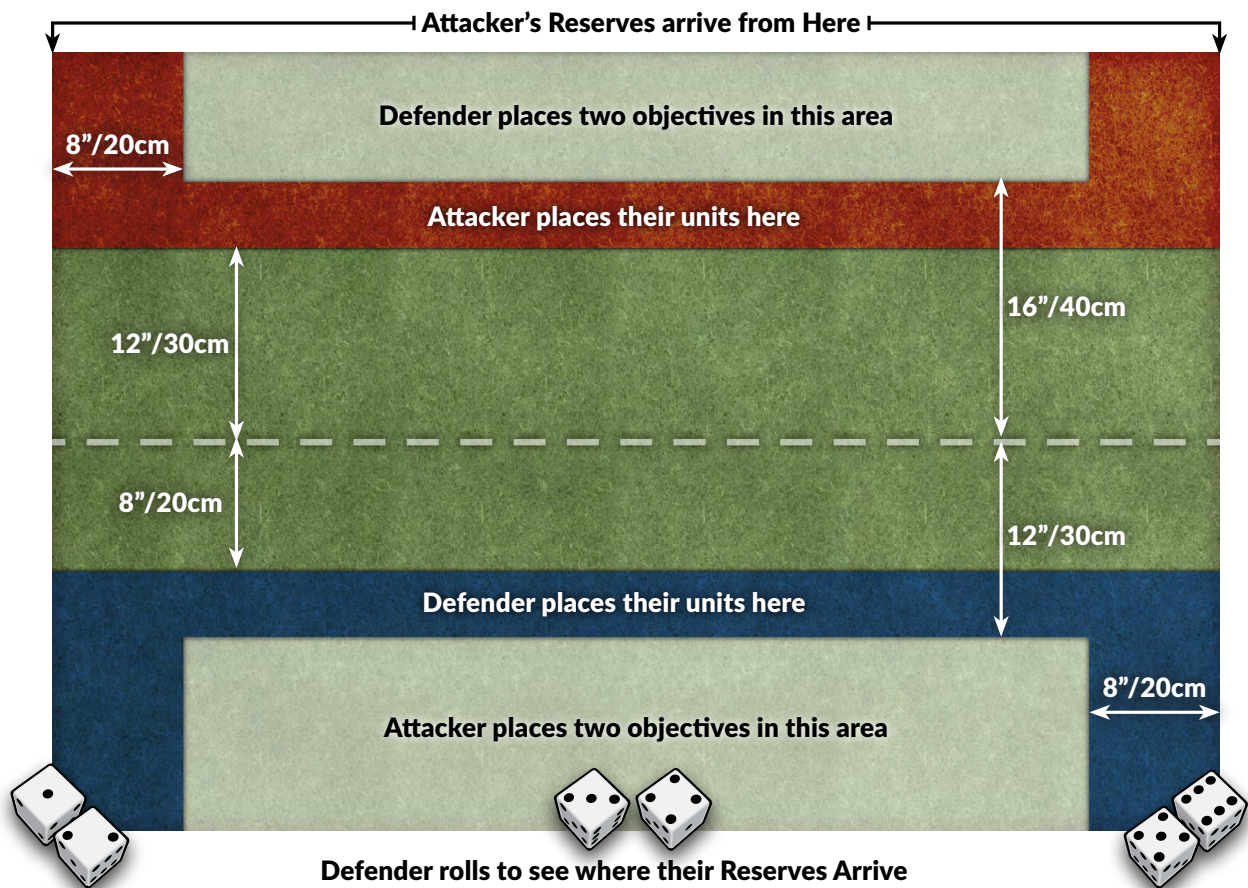 Attacker’s Reserves arrive from Here
Defender places two objectives in this area
8”/20cm
Attacker places their units here
16”/40cm
12”/30cm
8”/20cm
12”/30cm
Defender places their units here
8”/20cm
Attacker places two objectives in this area
Defender rolls to see where their Reserves Arrive